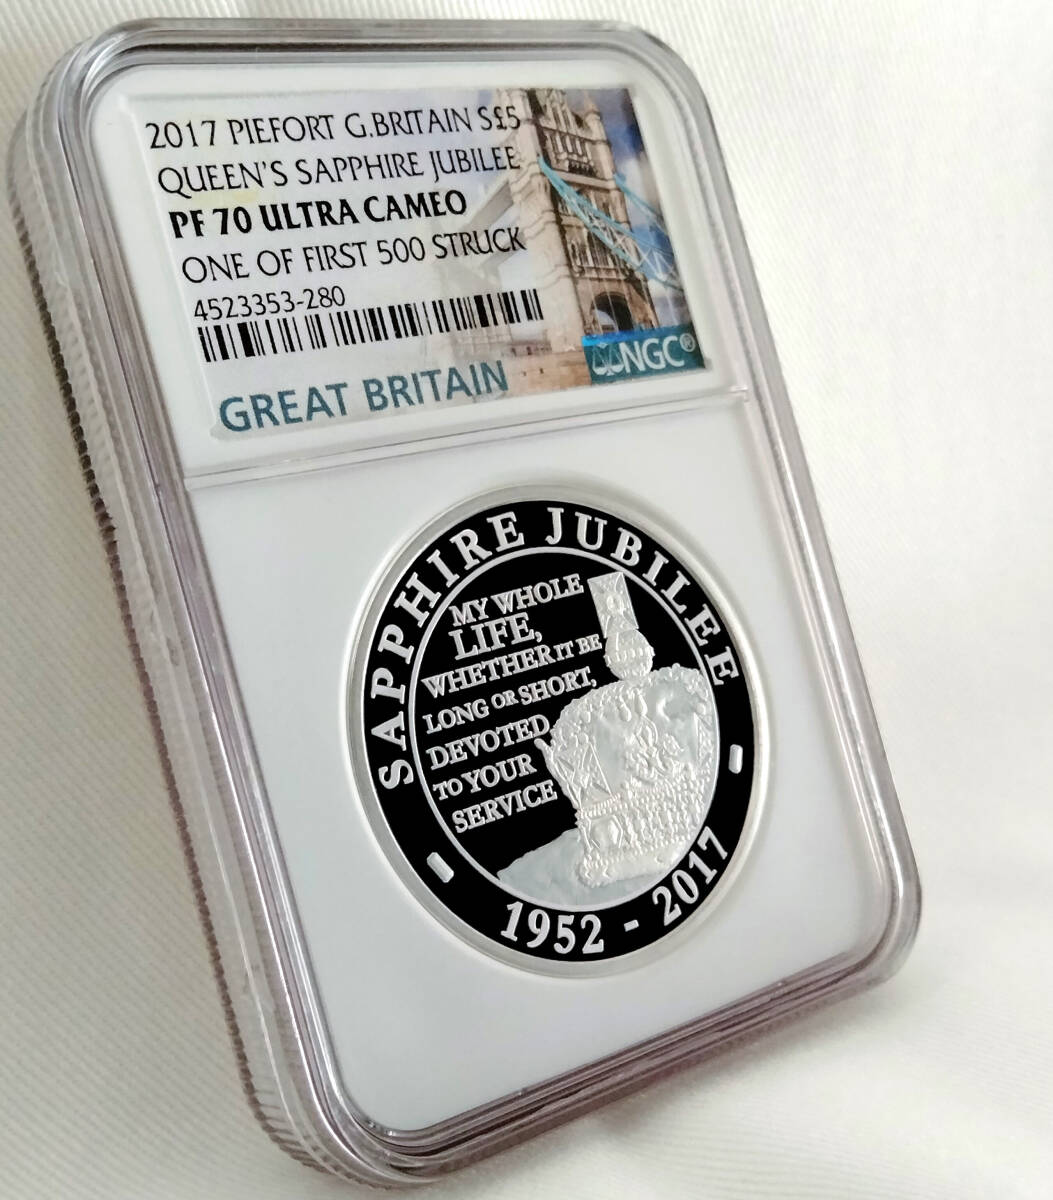 2017 PIEFORT G.BRITAIN S£5
QUEEN'S SAPPHIRE JUBILEE
PF 70 ULTRA CAMEO
ONE OF FIRST 500 STRUCK
4523353-280
NGC®
GREAT BRITAIN
SAPPHIRE JUBILEE
MY WHOLE
LIFE,
WHETHER IT BE
LONG OR SHORT,
DEVOTED
TO YOUR
SERVICE
1952 - 2017